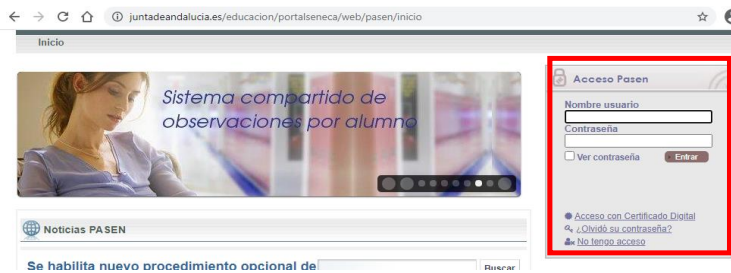 juntadeandalucia.es/educacion/portalseneca/web/pasen/inicio
Inicio
Sistema compartido de
observaciones por alumno
Acceso Pasen
Nombre usuario
Contraseña
Ver contraseña
Entrar
Acceso con Certificado Digital
¿Olvidó su contraseña?
No tengo acceso
Noticias PASEN
Se habilita nuevo procedimiento opcional de
Buscar